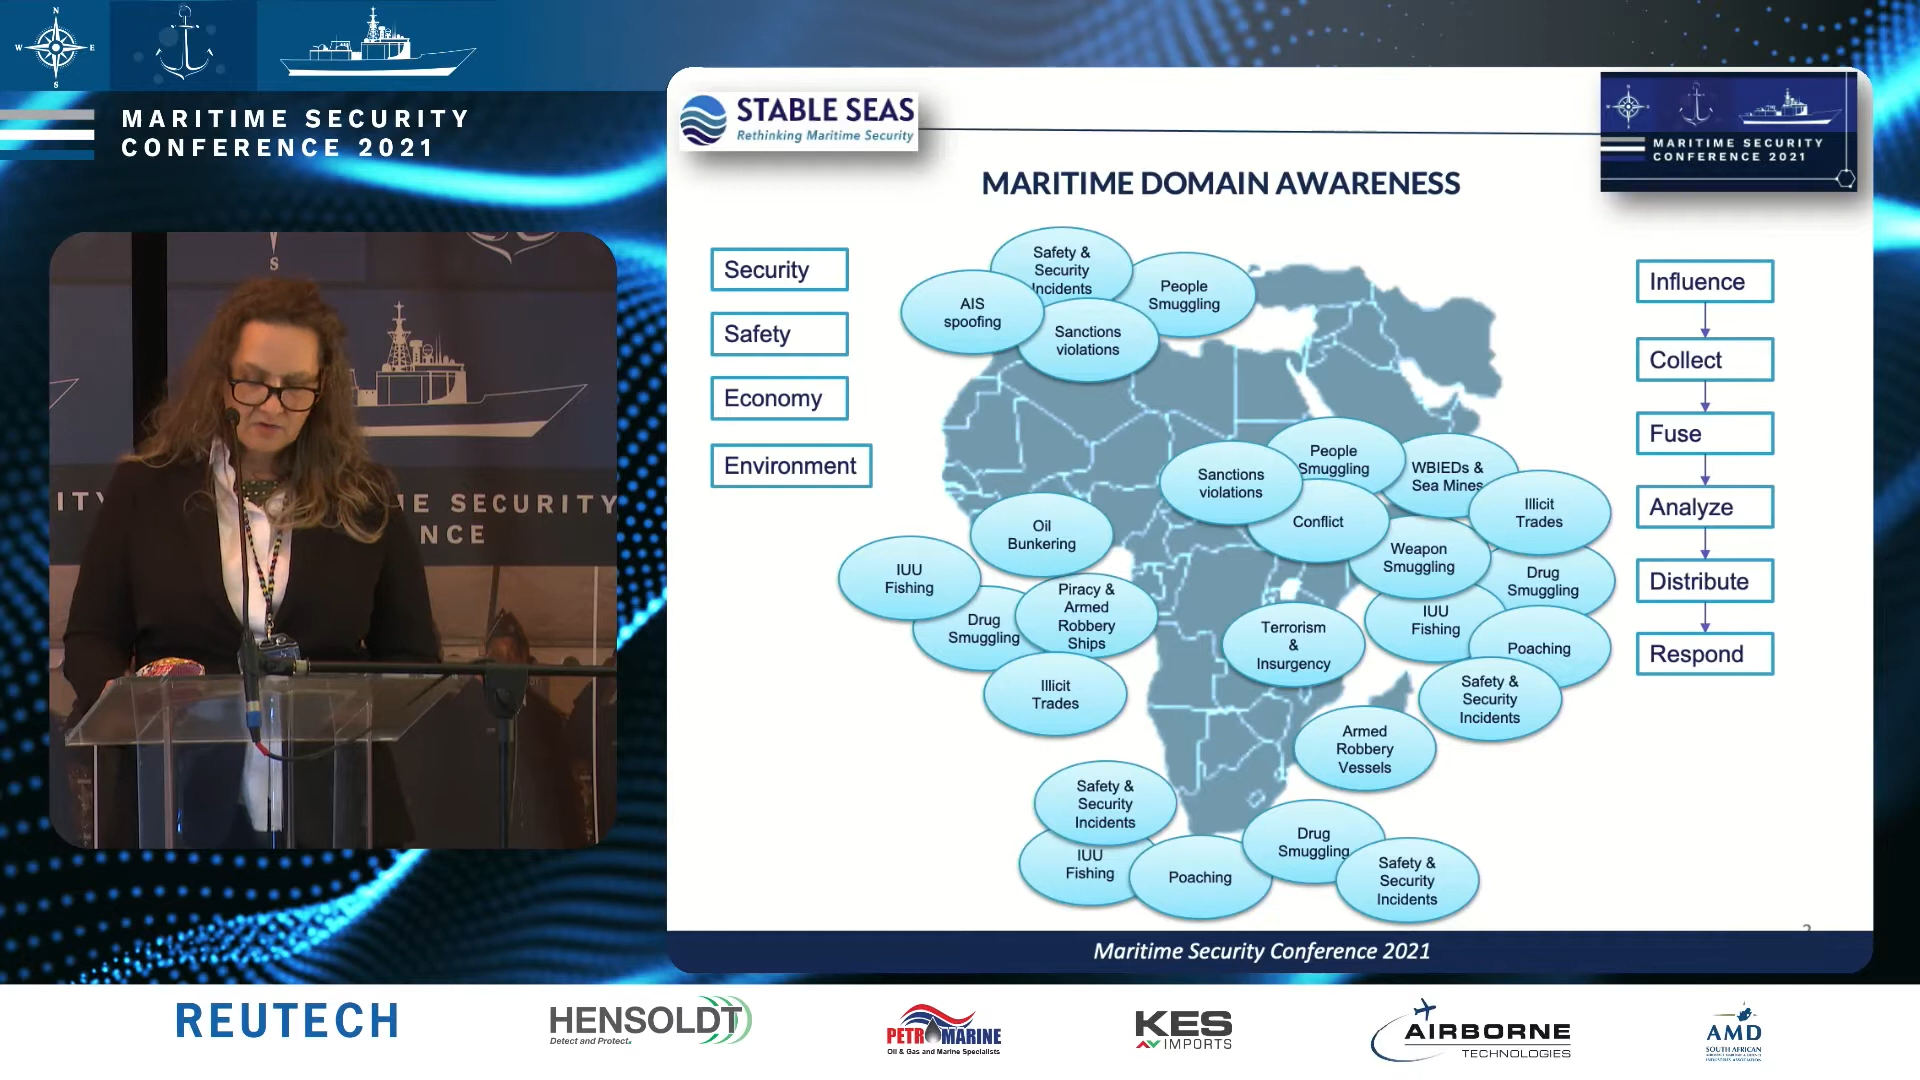 N
W
E
S
MARITIME SECURITY
CONFERENCE 2021
S
ITY
ME SECURITY
NCE
STABLE SEAS
Rethinking Maritime Security
MARITIME SECURITY
CONFERENCE 2021
MARITIME DOMAIN AWARENESS
Security
Safety
Economy
Environment
Safety &
Security
Incidents
People
Smuggling
AIS
spoofing
Sanctions
violations
People
Smuggling
Sanctions
violations
WBIEDs &
Sea Mines
Illicit
Trades
Conflict
Oil
Bunkering
Weapon
Smuggling
IUU
Fishing
Drug
Smuggling
Piracy &
Armed
Robbery
Ships
Drug
Smuggling
IUU
Fishing
Terrorism
&
Insurgency
Poaching
Illicit
Trades
Safety &
Security
Incidents
Armed
Robbery
Vessels
Safety &
Security
Incidents
IUU
Fishing
Poaching
Drug
Smuggling
Safety &
Security
Incidents
Influence
Collect
Fuse
Analyze
Distribute
Respond
Maritime Security Conference 2021
REUTECH
HENSOLDT
Detect and Protect.
PETROMARINE
Oil & Gas and Marine Specialists
KES
IMPORTS
AIRBORNE
TECHNOLOGIES
AMD
SOUTH AFRICAN